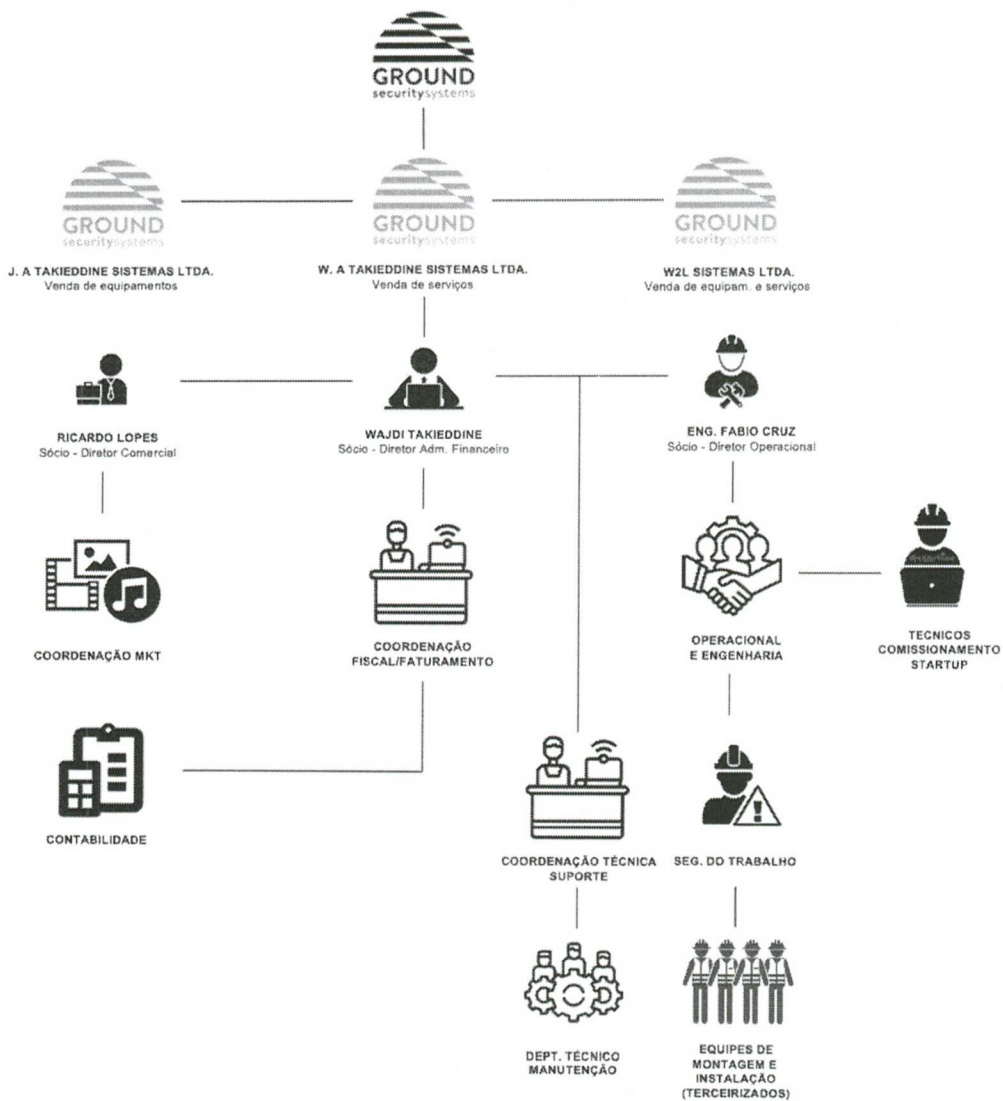 GROUND
securitysystems
GROUND
securitysystems
GROUND
securitysystems
GROUND
securitysystems
J. A TAKIEDDINE SISTEMAS LTDA.
Venda de equipamentos
W. A TAKIEDDINE SISTEMAS LTDA.
Venda de serviços
W2L SISTEMAS LTDA.
Venda de equipam. e serviços
RICARDO LOPES
Sócio - Diretor Comercial
WAJDI TAKIEDDINE
Sócio - Diretor Adm. Financeiro
ENG. FABIO CRUZ
Sócio - Diretor Operacional
COORDENAÇÃO MKT
COORDENAÇÃO
FISCAL/FATURAMENTO
OPERACIONAL
E ENGENHARIA
TECNICOS
COMISSIONAMENTO
STARTUP
CONTABILIDADE
COORDENAÇÃO TÉCNICA
SUPORTE
SEG. DO TRABALHO
DEPT. TÉCNICO
MANUTENÇÃO
EQUIPES DE
MONTAGEM E
INSTALAÇÃO
(TERCEIRIZADOS)